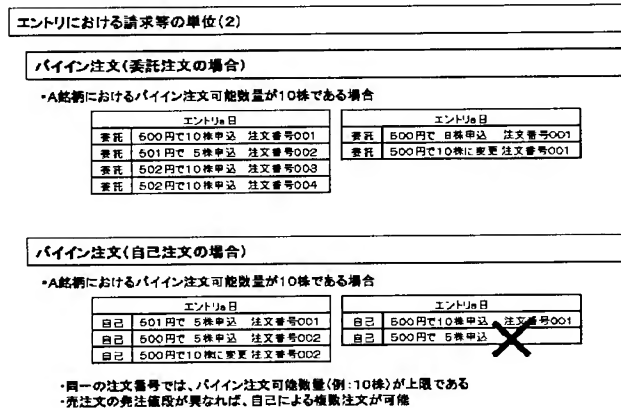 エントリにおける請求等の単位(2)
バイイン注文(委託注文の場合)
・A銘柄におけるバイイン注文可能数量が10株である場合
エントリa日
委託 500円で10株申込 注文番号001
委託 501円で 5株申込 注文番号002
委託 502円で10株申込 注文番号003
委託 502円で10株申込 注文番号004
エントリa日
委託 500円で 8株申込 注文番号001
委託 500円で10株に変更 注文番号001
バイイン注文(自己注文の場合)
・A銘柄におけるバイイン注文可能数量が10株である場合
エントリa日
自己 501円で 5株申込 注文番号001
自己 500円で 5株申込 注文番号002
自己 500円で10株に変更 注文番号002
エントリa日
自己 500円で10株申込 注文番号001
自己 500円で 5株申込
・同一の注文番号では、バイイン注文可能数量(例:10株)が上限である
・売注文の発注値段が異なれば、自己による複数注文が可能